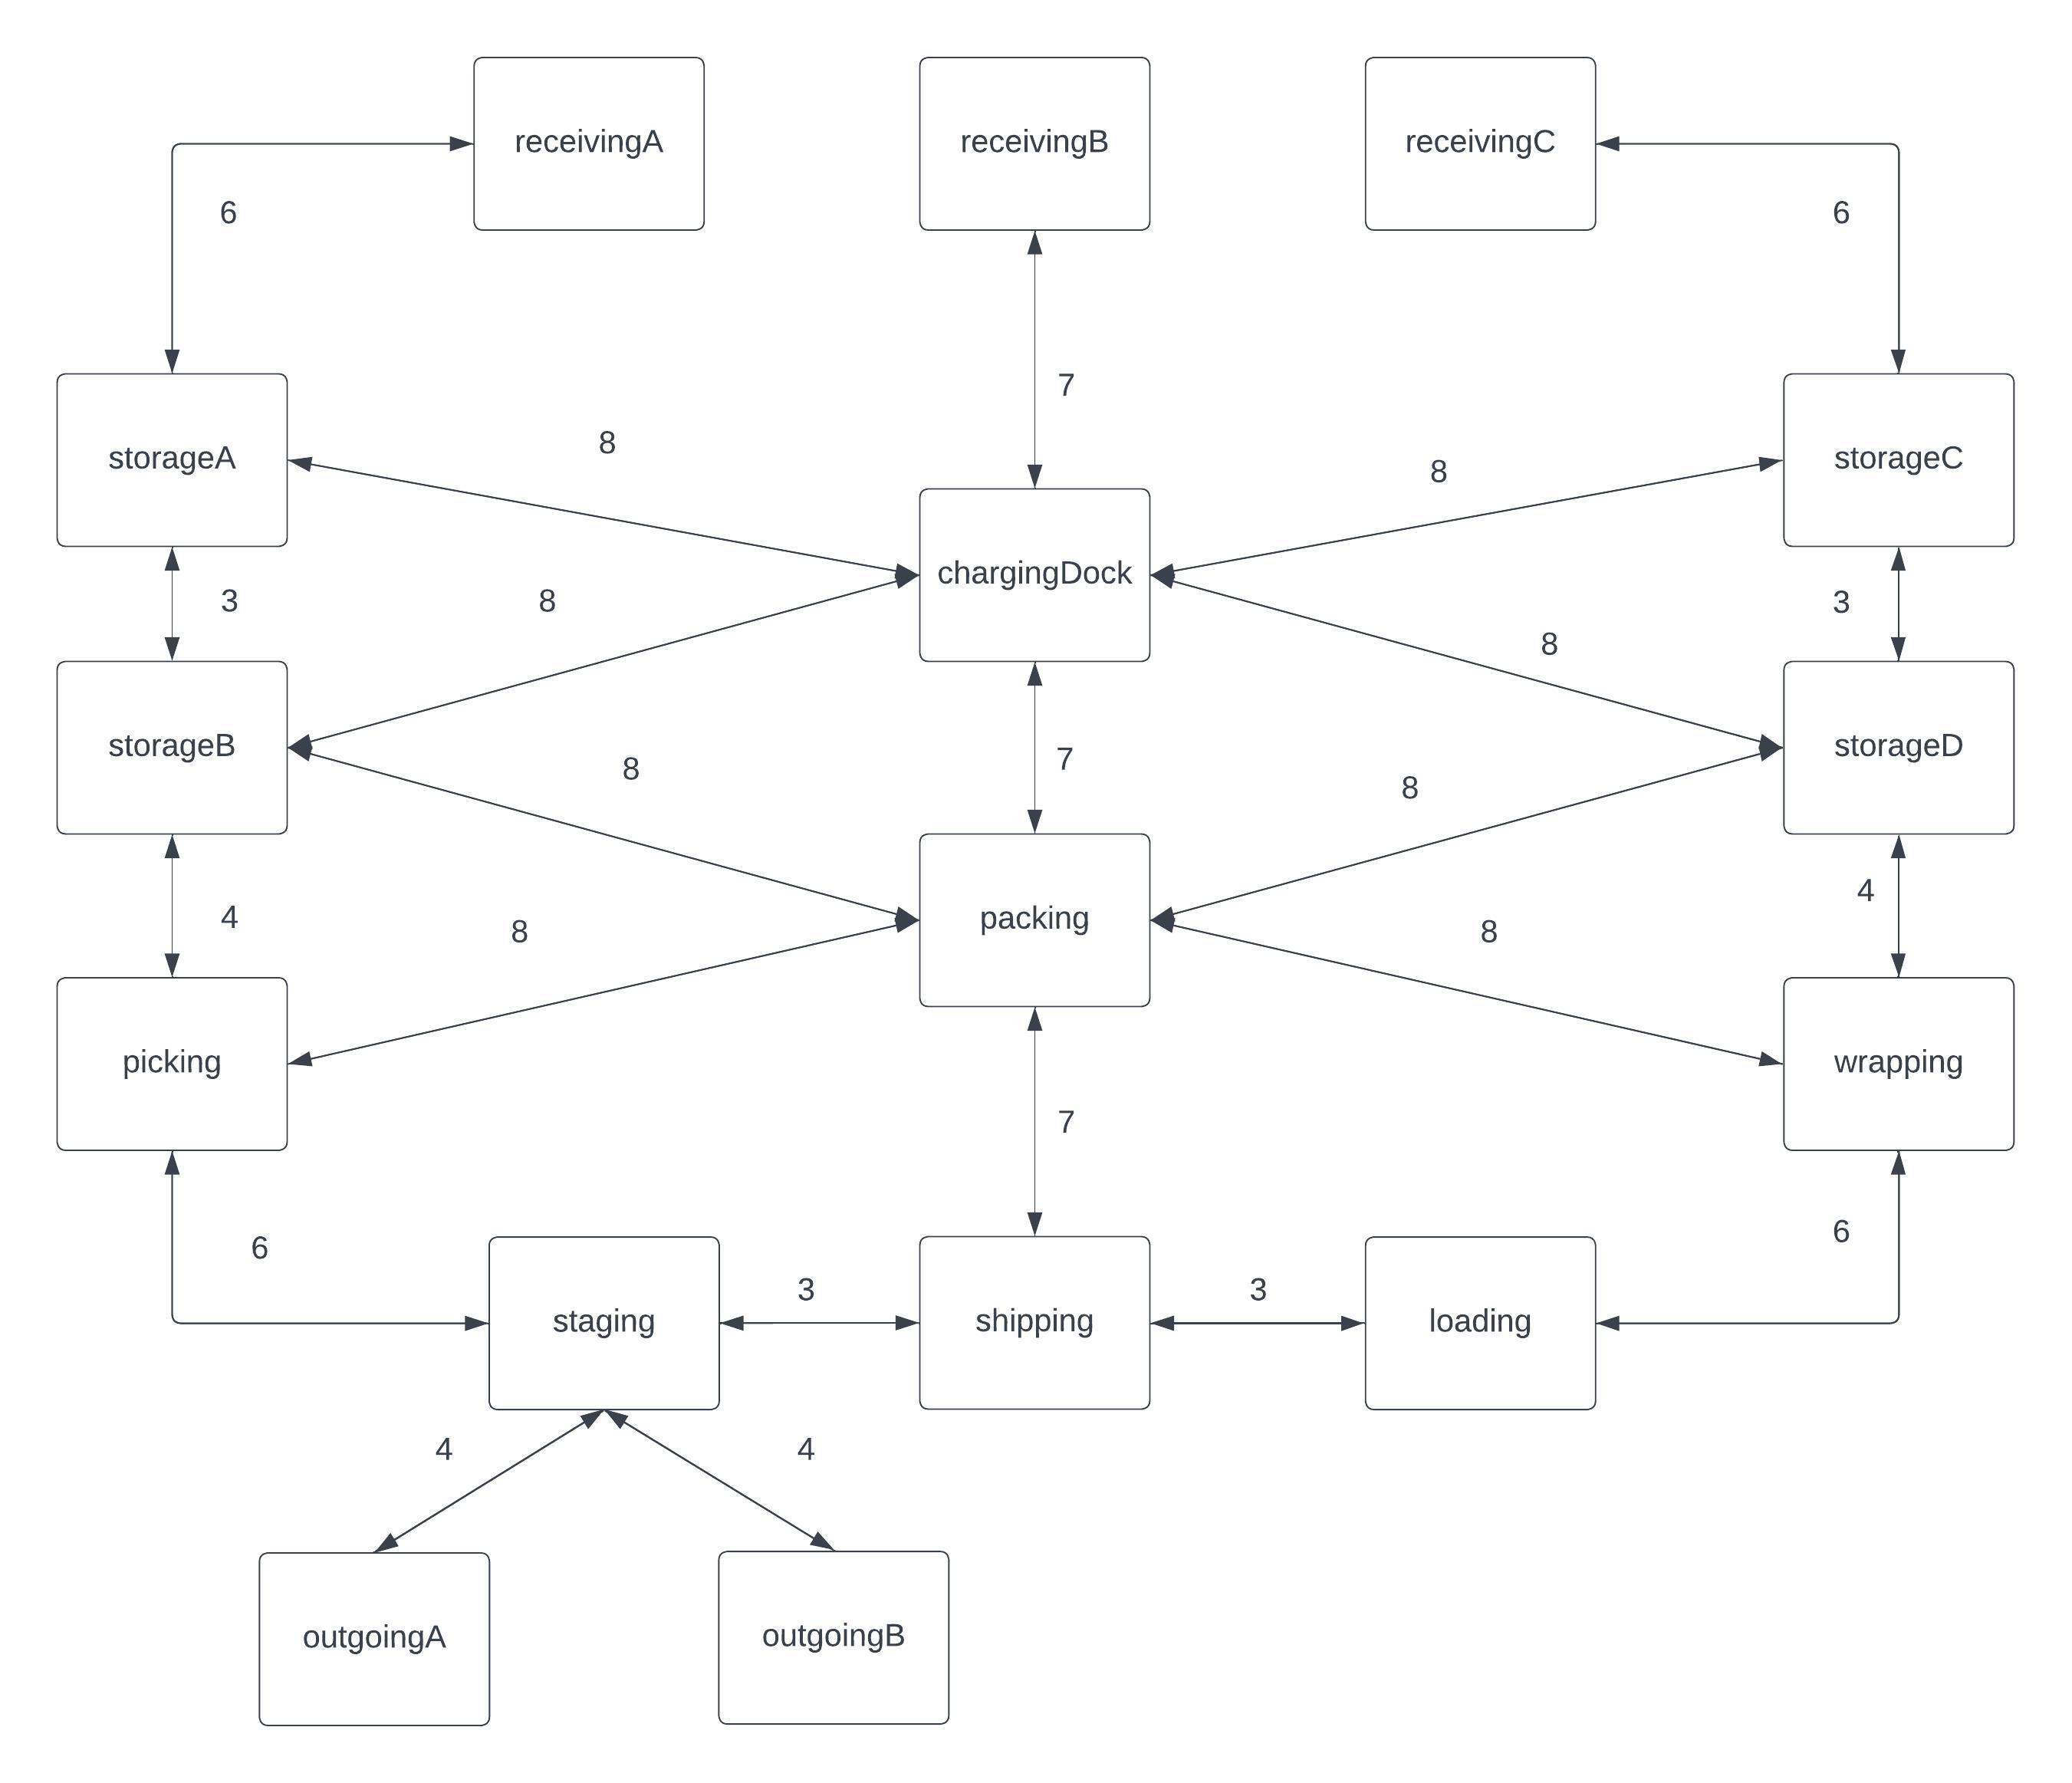 receivingA
receivingB
receivingC
6
6
7
8
8
storageA
storageC
chargingDock
3
8
3
8
storageB
storageD
8
7
8
4
8
packing
8
4
picking
wrapping
7
6
3
3
6
staging
shipping
loading
4
4
outgoingA
outgoingB